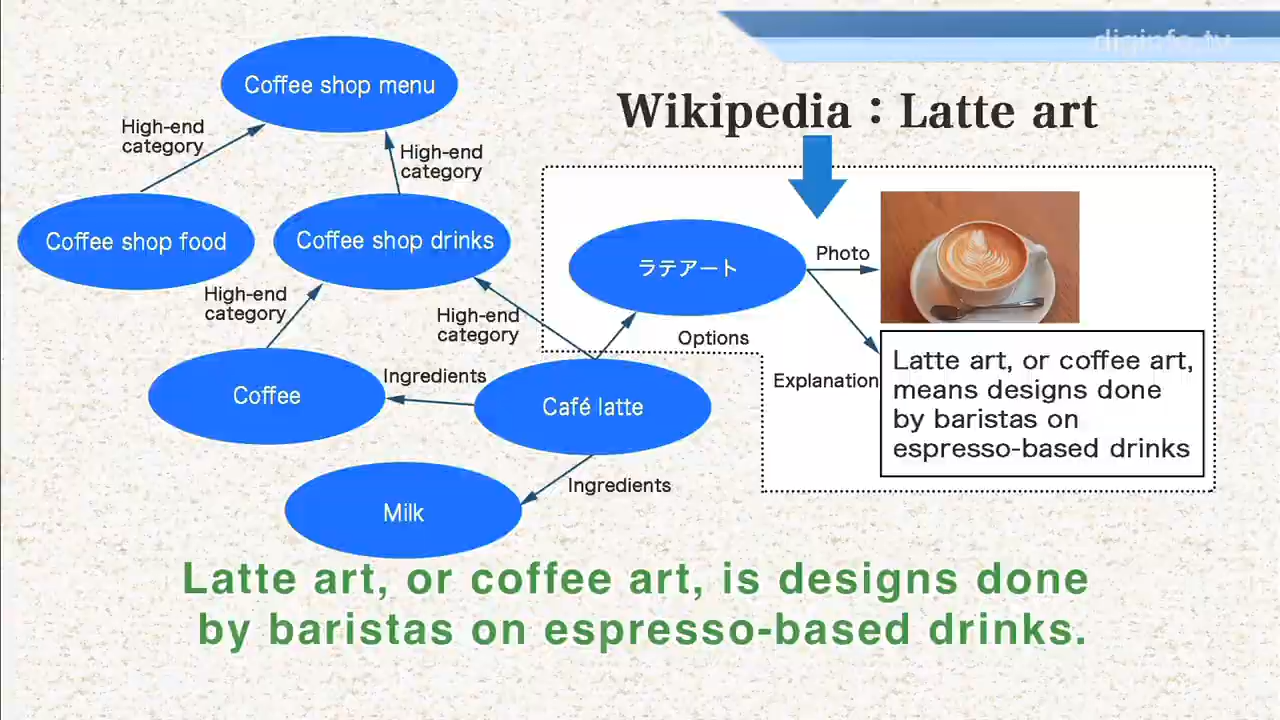 diginfo.tv
Coffee shop menu
Wikipedia : Latte art
High-end
category
High-end
category
Coffee shop food
Coffee shop drinks
ラテアート
Photo
High-end
category
High-end
category
Options
Ingredients
Explanation
Latte art, or coffee art,
means designs done
by baristas on
espresso-based drinks
Coffee
Café latte
Ingredients
Milk
Latte art, or coffee art, is designs done
by baristas on espresso-based drinks.